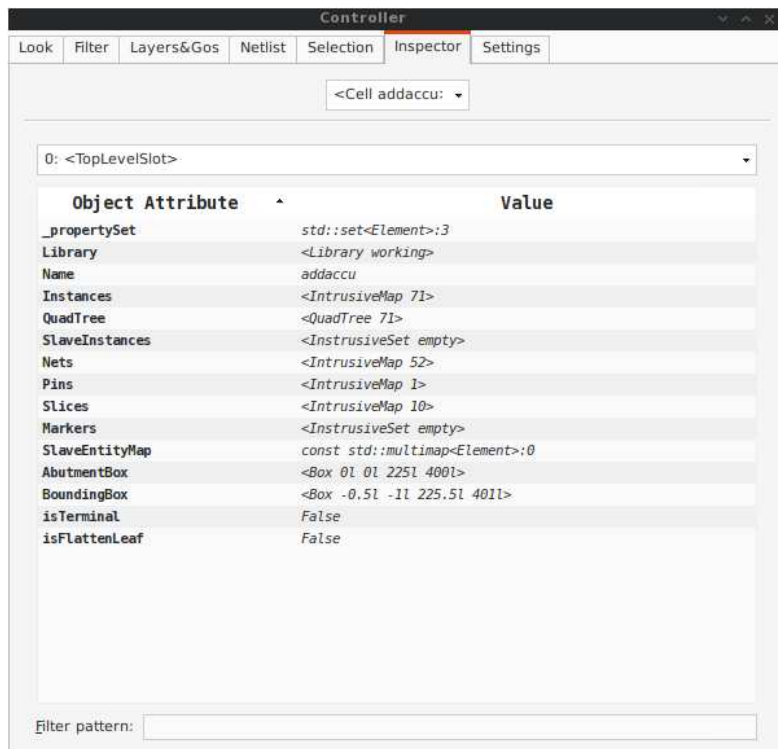 Controller
Look Filter Layers&Gos Netlist Selection Inspector Settings
<Cell addaccu:
0: <TopLevelSlot>
Object Attribute Value
_propertySet std::set<Element>:3
Library <Library working>
Name addaccu
Instances <IntrusiveMap 71>
QuadTree <QuadTree 71>
SlaveInstances <InstrusiveSet empty>
Nets <IntrusiveMap 52>
Pins <IntrusiveMap 1>
Slices <IntrusiveMap 10>
Markers <InstrusiveSet empty>
SlaveEntityMap const std::multimap<Element>:0
AbutmentBox <Box 0l 0l 225l 400l>
BoundingBox <Box -0.5l -1l 225.5l 401l>
isTerminal False
isFlattenLeaf False
Filter pattern: